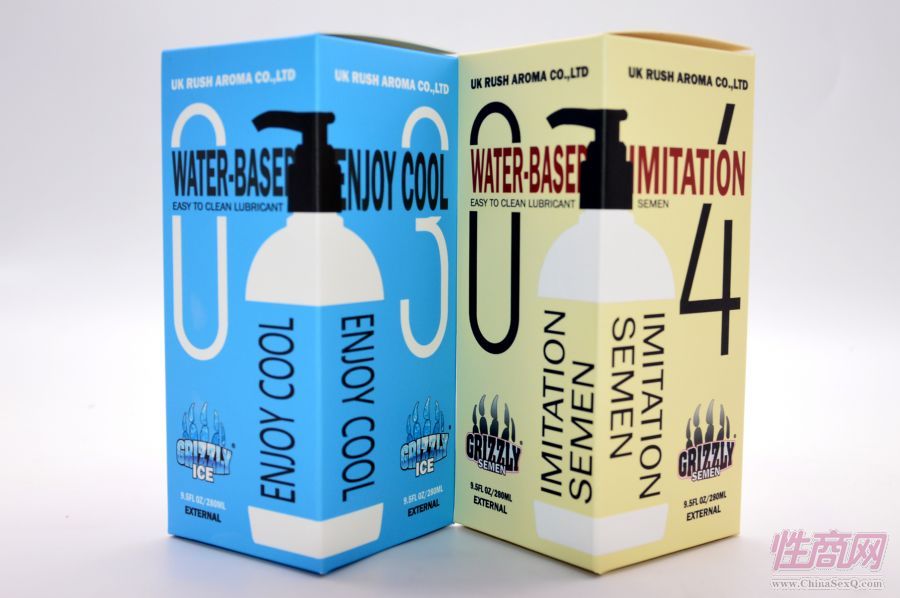 UK RUSH AROMA CO.,LTD
UK RUSH AROMA CO.,LTD
03
WATER-BASED
ENJOY COOL
EASY TO CLEAN LUBRICANT
ENJOY COOL
ENJOY COOL
GRIZZLY
ICE
9.5FL OZ/280ML
EXTERNAL
GRIZZLY
ICE
9.5FL OZ/280ML
EXTERNAL
UK RUSH AROMA CO.,LTD
UK RUSH AROMA CO.,LTD
04
WATER-BASED
IMITATION
EASY TO CLEAN LUBRICANT
SEMEN
IMITATION
SEMEN
IMITATION
SEMEN
GRIZZLY
SEMEN
9.5FL OZ/280ML
EXTERNAL
GRIZZLY
SEMEN
9.5FL OZ/280ML
EXTERNAL
性商网
www.ChinaSexQ.com